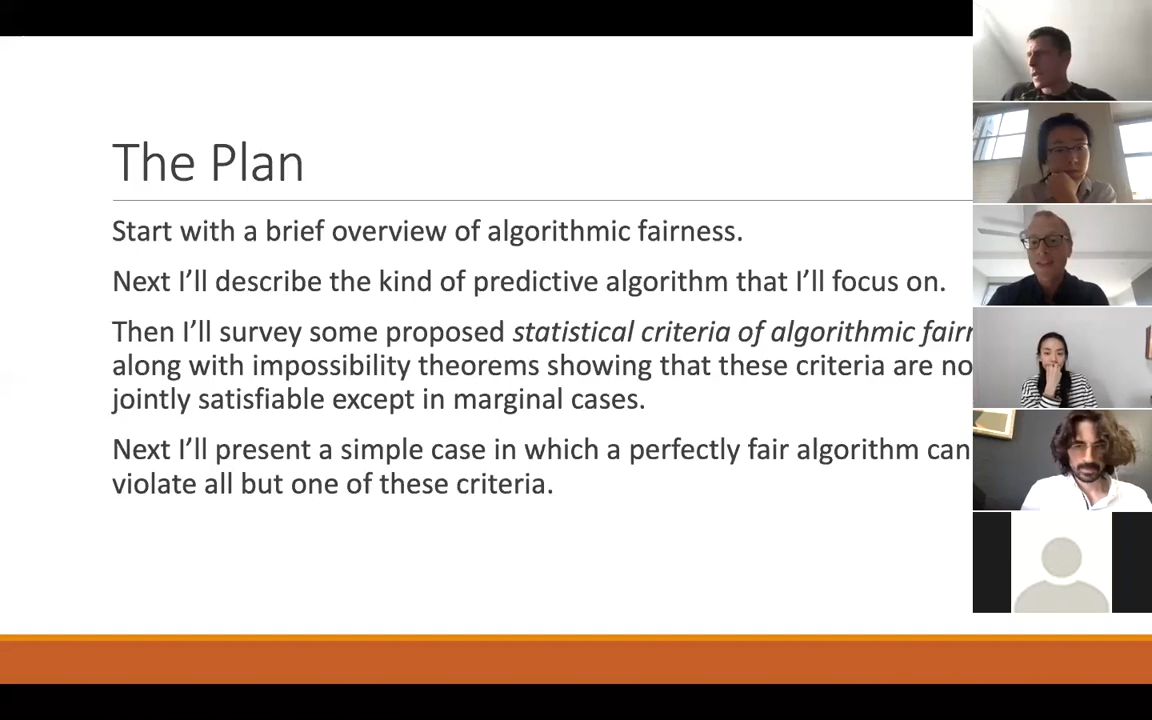 The Plan
Start with a brief overview of algorithmic fairness.
Next I'll describe the kind of predictive algorithm that I'll focus on.
Then I'll survey some proposed statistical criteria of algorithmic
along with impossibility theorems showing that these criteria are
jointly satisfiable except in marginal cases.
Next I'll present a simple case in which a perfectly fair algorithm can
violate all but one of these criteria.